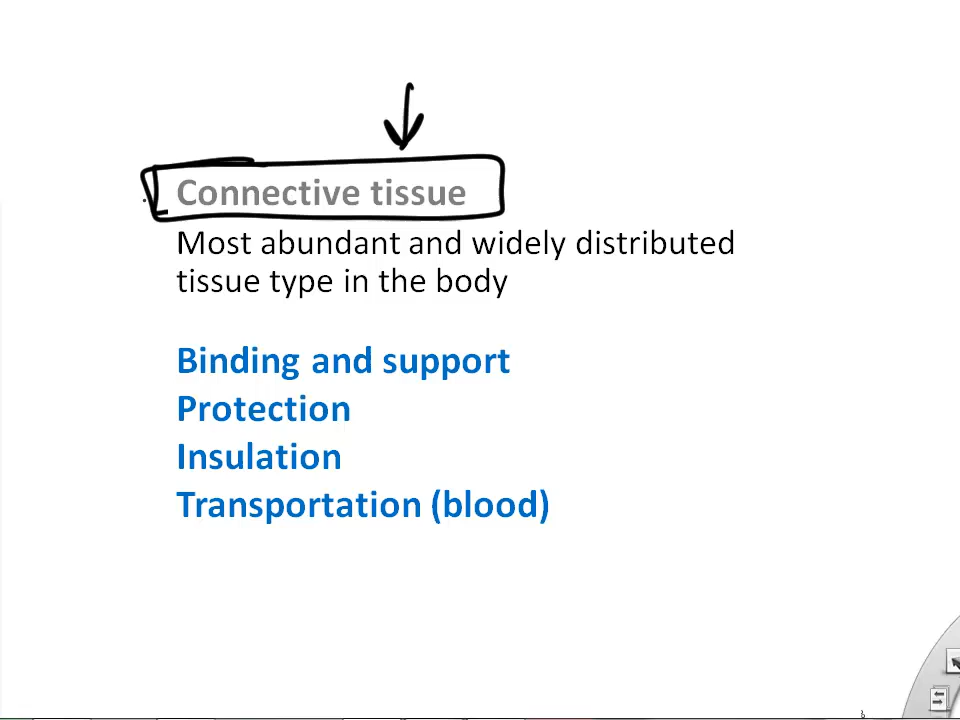 Connective tissue
Most abundant and widely distributed
tissue type in the body
Binding and support
Protection
Insulation
Transportation (blood)